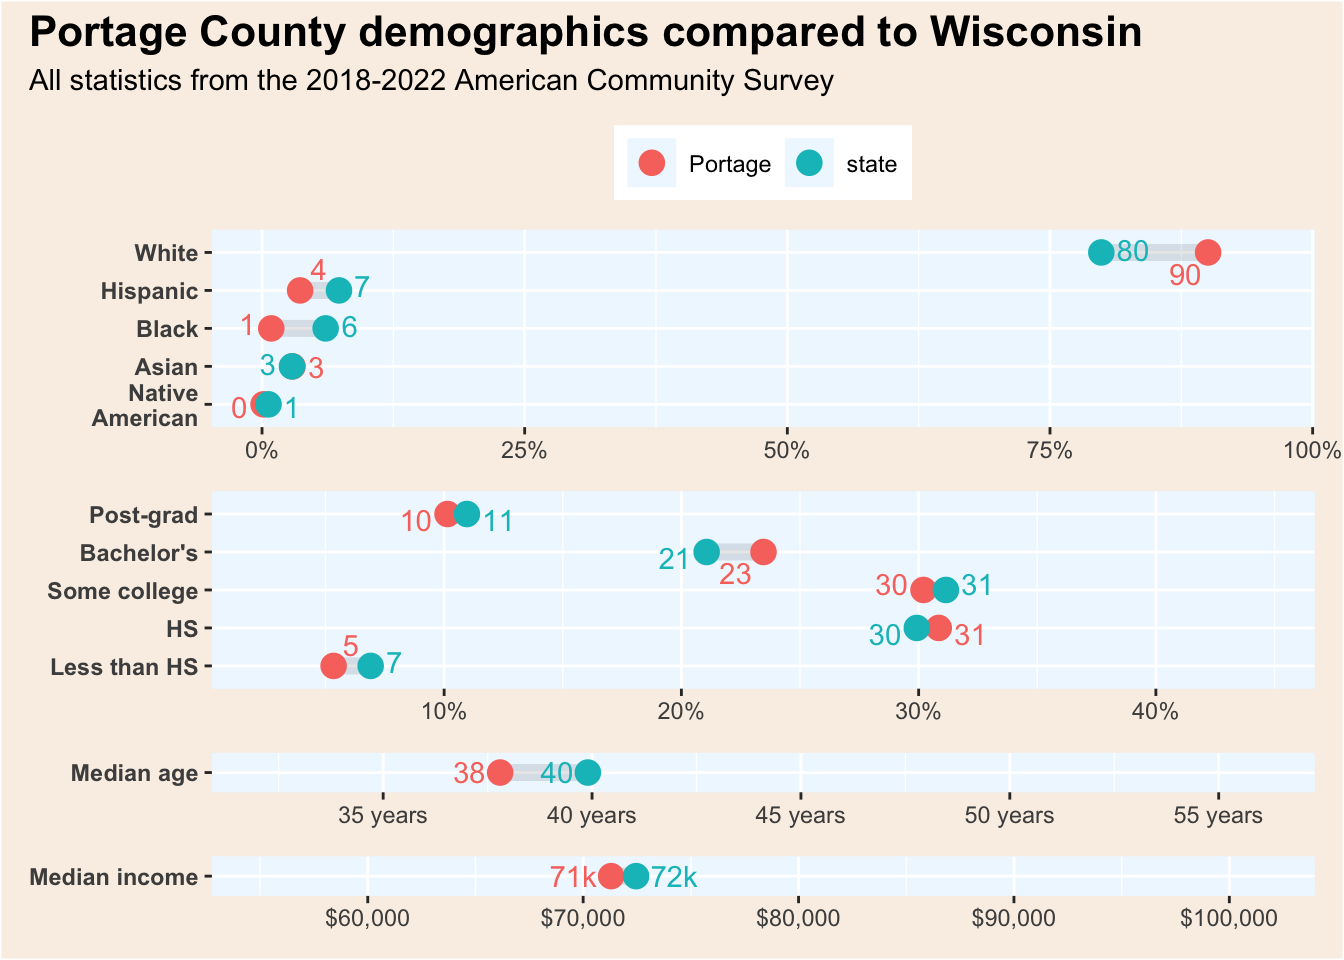 Portage County demographics compared to Wisconsin
All statistics from the 2018-2022 American Community Survey
Portage state
White 80
90
4
Hispanic 7
Black 1 6
Asian 3 3
Native
American 0 1
0% 25% 50% 75% 100%
Post-grad 10 11
Bachelor's 21
23
Some college 30 31
HS 30 31
5
Less than HS 7
10% 20% 30% 40%
Median age 38 40
35 years 40 years 45 years 50 years 55 years
Median income 71k 72k
$60,000 $70,000 $80,000 $90,000 $100,000